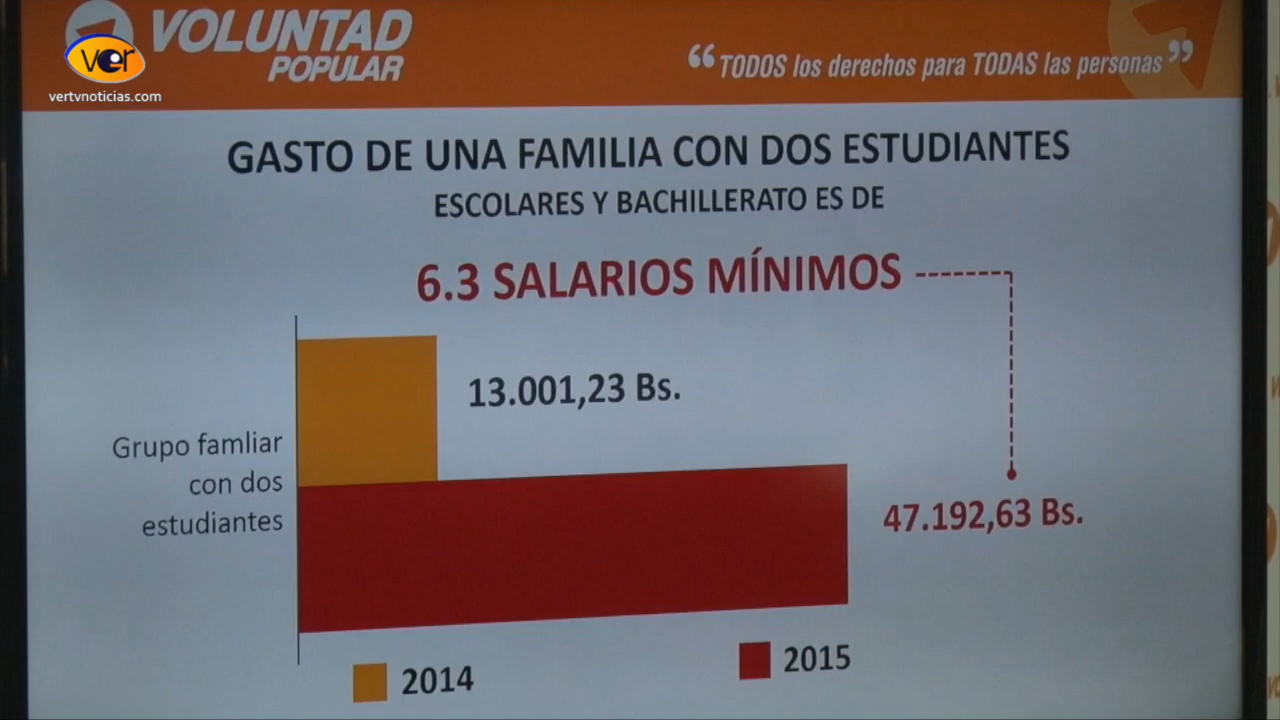 VOLUNTAD
POPULAR
ver
vertvnoticias.com
“TODOS los derechos para TODAS las personas”
GASTO DE UNA FAMILIA CON DOS ESTUDIANTES
ESCOLARES Y BACHILLERATO ES DE
6.3 SALARIOS MÍNIMOS
13.001,23 Bs.
Grupo famliar
con dos
estudiantes
47.192,63 Bs.
2014
2015